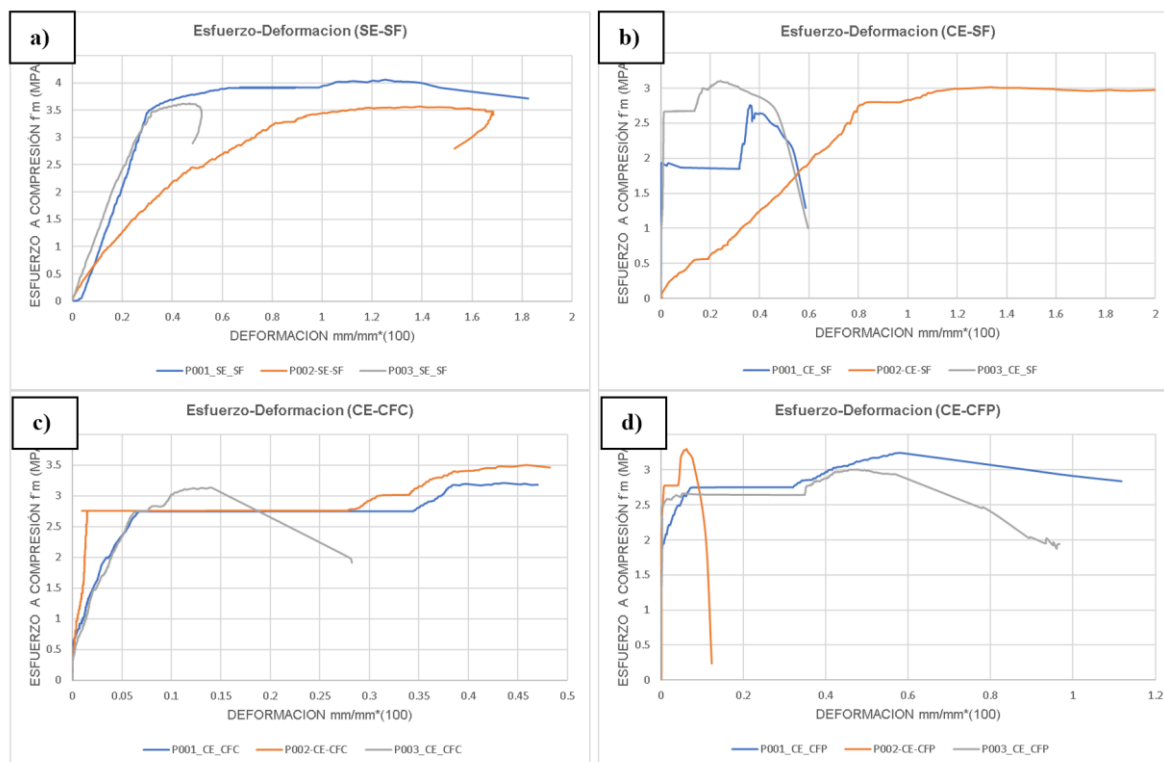 a)
Esfuerzo-Deformacion (SE-SF)
ESFUERZO A COMPRESIÓN f'm (MPA)
4
3.5
3
2.5
2
1.5
1
0.5
0
0 0.2 0.4 0.6 0.8 1 1.2 1.4 1.6 1.8 2
DEFORMACION mm/mm*(100)
P001_SE_SF P002-SE-SF P003_SE_SF
b)
Esfuerzo-Deformacion (CE-SF)
ESFUERZO A COMPRESIÓN f'm (MPA)
3
2.5
2
1.5
1
0.5
0
0 0.2 0.4 0.6 0.8 1 1.2 1.4 1.6 1.8 2
DEFORMACION mm/mm*(100)
P001_CE_SF P002-CE-SF P003_CE_SF
c)
Esfuerzo-Deformacion (CE-CFC)
ESFUERZO A COMPRESIÓN f'm (MPA)
3.5
3
2.5
2
1.5
1
0.5
0
0 0.05 0.1 0.15 0.2 0.25 0.3 0.35 0.4 0.45 0.5
DEFORMACION mm/mm*(100)
P001_CE_CFC P002-CE-CFC P003_CE_CFC
d)
Esfuerzo-Deformacion (CE-CFP)
ESFUERZO A COMPRESIÓN f'm (MPA)
3
2.5
2
1.5
1
0.5
0
0 0.2 0.4 0.6 0.8 1 1.2
DEFORMACION mm/mm*(100)
P001_CE_CFP P002-CE-CFP P003_CE_CFP